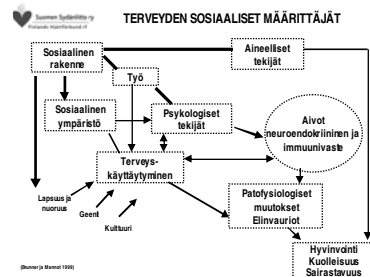 Suomen Sydänliitto ry
Finlands Hjärtförbund rf
TERVEYDEN SOSIAALISET MÄÄRITTÄJÄT
Sosiaalinen
rakenne
Aineelliset
tekijät
Työ
Sosiaalinen
ympäristö
Psykologiset
tekijät
Aivot
neuroendokriininen ja
immuunivaste
Terveys-
käyttäytyminen
Lapsuus ja
nuoruus
Geenit
Kulttuuri
Patofysiologiset
muutokset
Elinvauriot
Hyvinvointi
Kuolleisuus
Sairastavuus
(Brunner ja Marmot 1999)